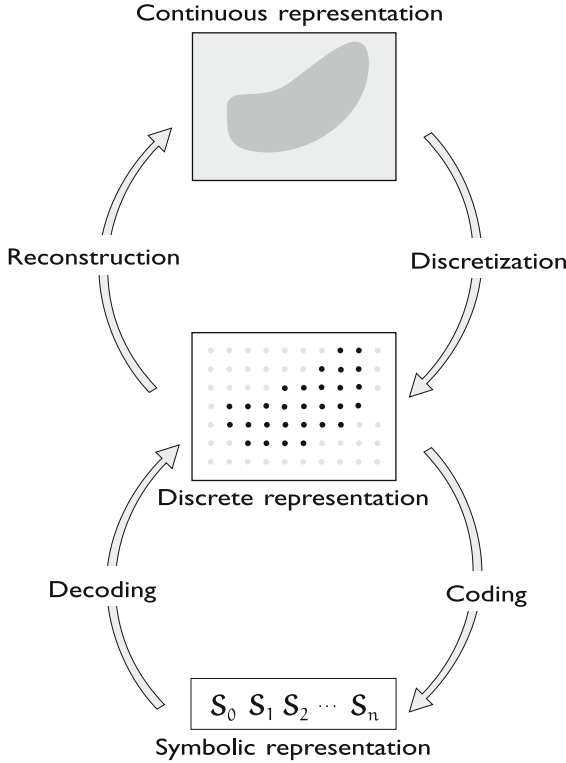 Continuous representation
Reconstruction
Discretization
Discrete representation
Decoding
Coding
S₀ S₁ S₂ ⋯ Sₙ
Symbolic representation